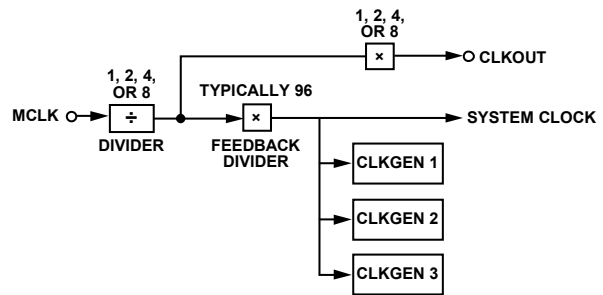 1, 2, 4,
OR 8
×
CLKOUT
1, 2, 4,
OR 8
TYPICALLY 96
MCLK
÷
×
SYSTEM CLOCK
DIVIDER
FEEDBACK
DIVIDER
CLKGEN 1
CLKGEN 2
CLKGEN 3